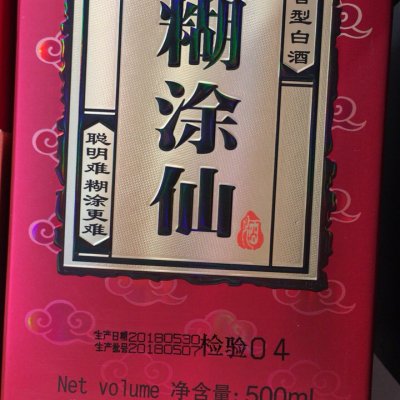 糊涂仙
型白酒
聪明难糊涂更难
生产日期20180530
生产批号20180507
检验04
Net volume 净含量:500ml